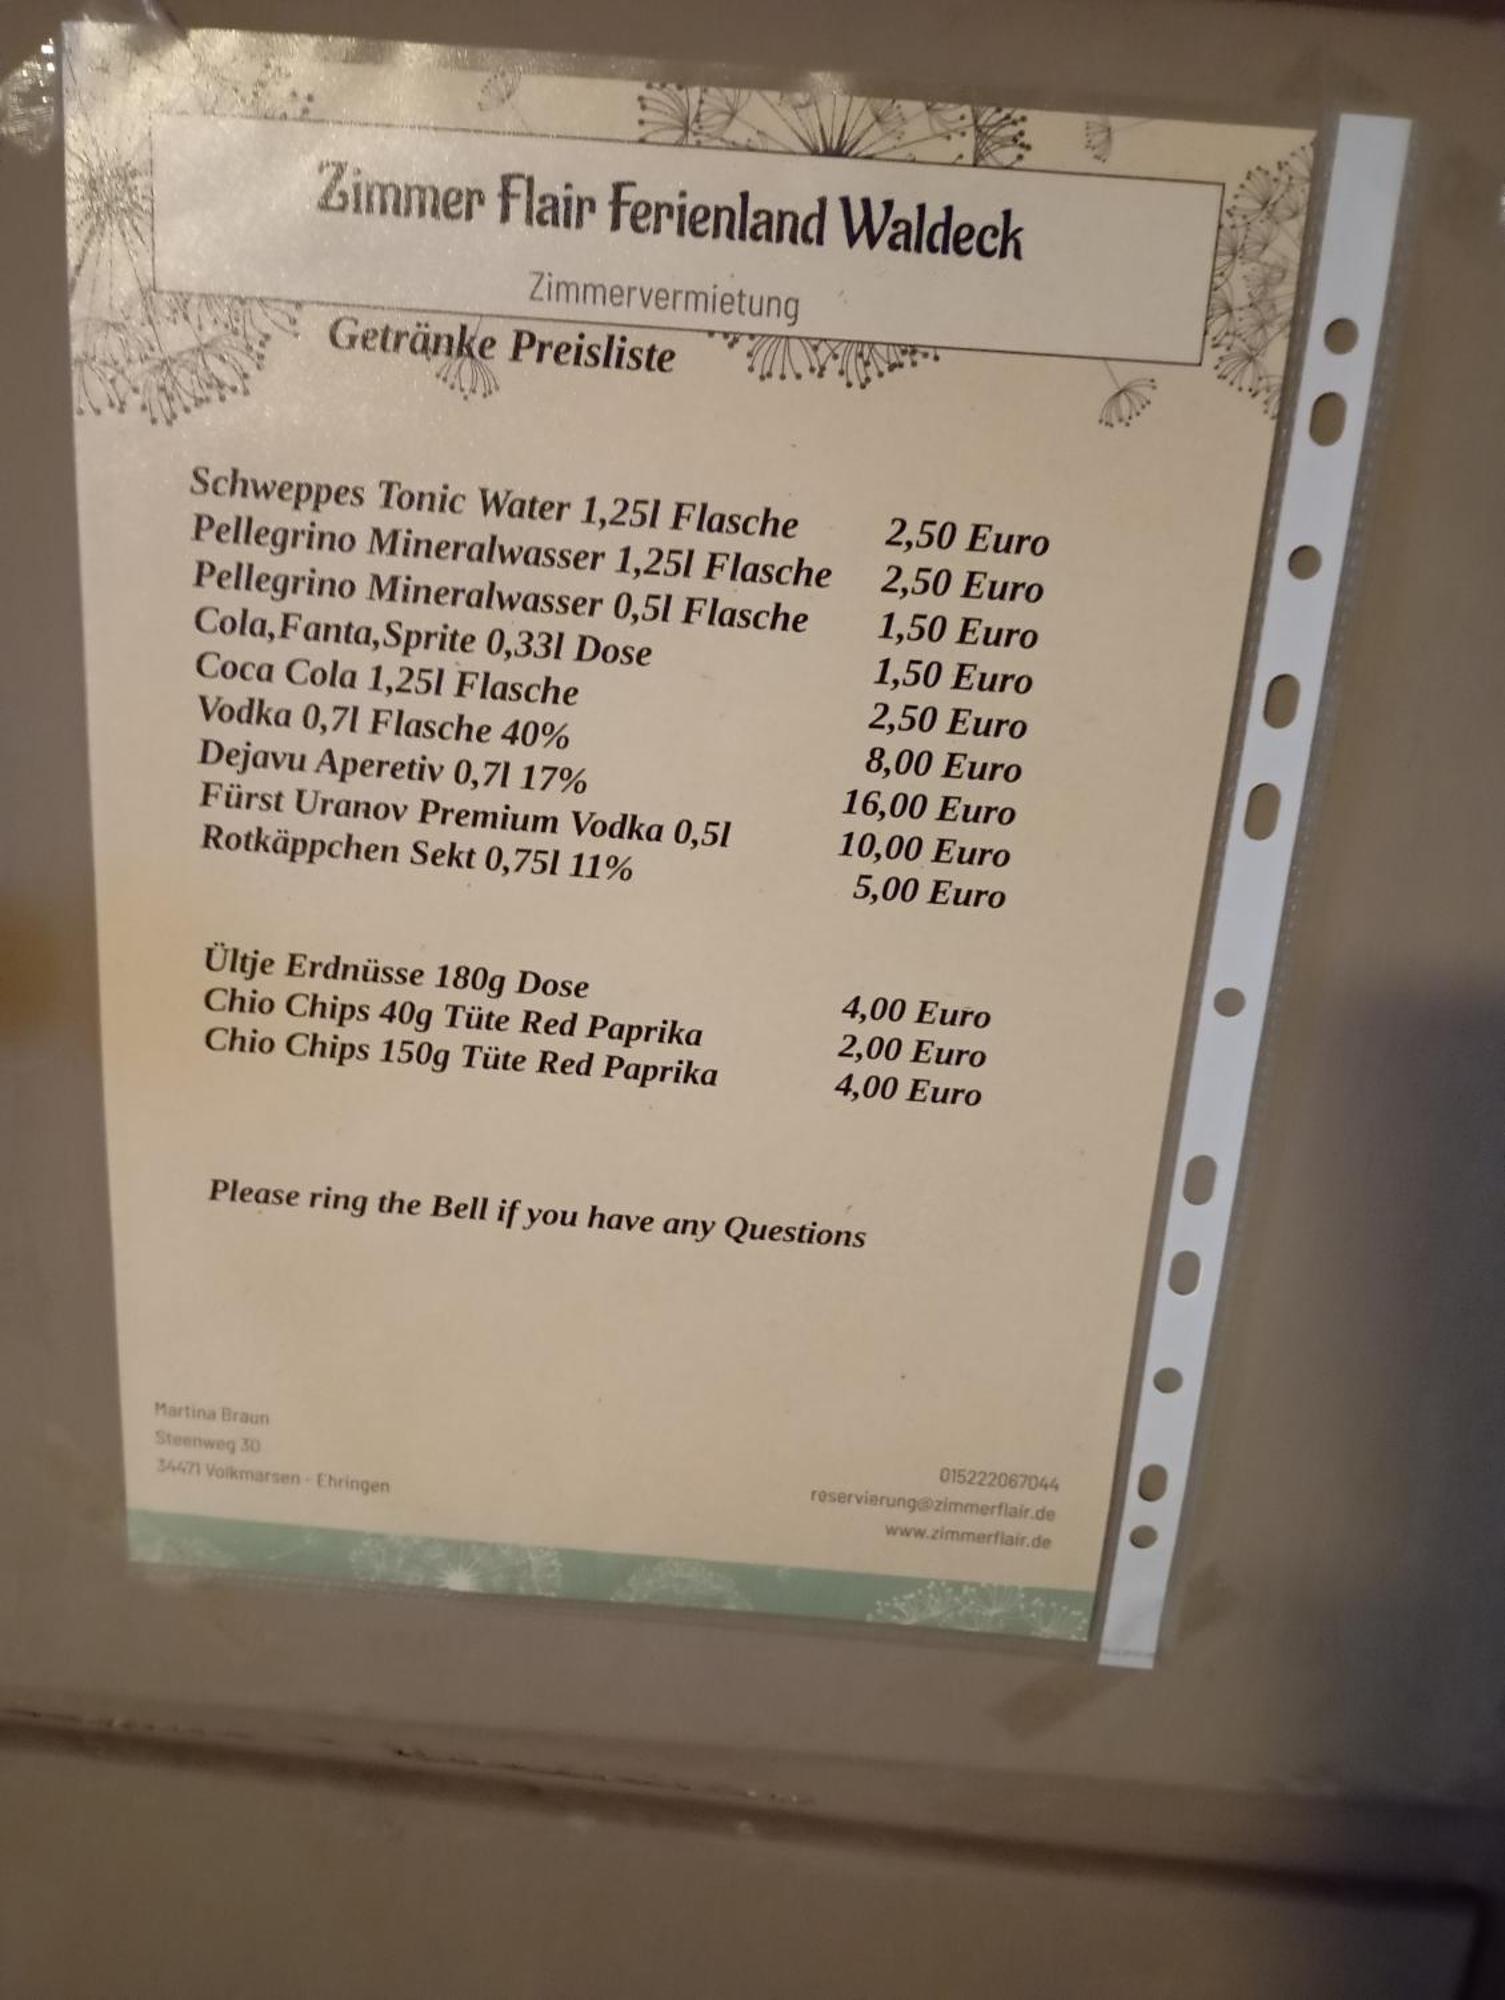 Zimmer Flair Ferienland Waldeck
Zimmervermietung
Getränke Preisliste
Schweppes Tonic Water 1,25l Flasche 2,50 Euro
Pellegrino Mineralwasser 1,25l Flasche 2,50 Euro
Pellegrino Mineralwasser 0,5l Flasche 1,50 Euro
Cola,Fanta,Sprite 0,33l Dose 1,50 Euro
Coca Cola 1,25l Flasche 2,50 Euro
Vodka 0,7l Flasche 40% 8,00 Euro
Dejavu Aperetiv 0,7l 17% 16,00 Euro
Fürst Uranov Premium Vodka 0,5l 10,00 Euro
Rotkäppchen Sekt 0,75l 11% 5,00 Euro
Ültje Erdnüsse 180g Dose 4,00 Euro
Chio Chips 40g Tüte Red Paprika 2,00 Euro
Chio Chips 150g Tüte Red Paprika 4,00 Euro
Please ring the Bell if you have any Questions
Martina Braun
Steenweg 30
34471 Volkmarsen - Ehringen
015222067044
reservierung@zimmerflair.de
www.zimmerflair.de